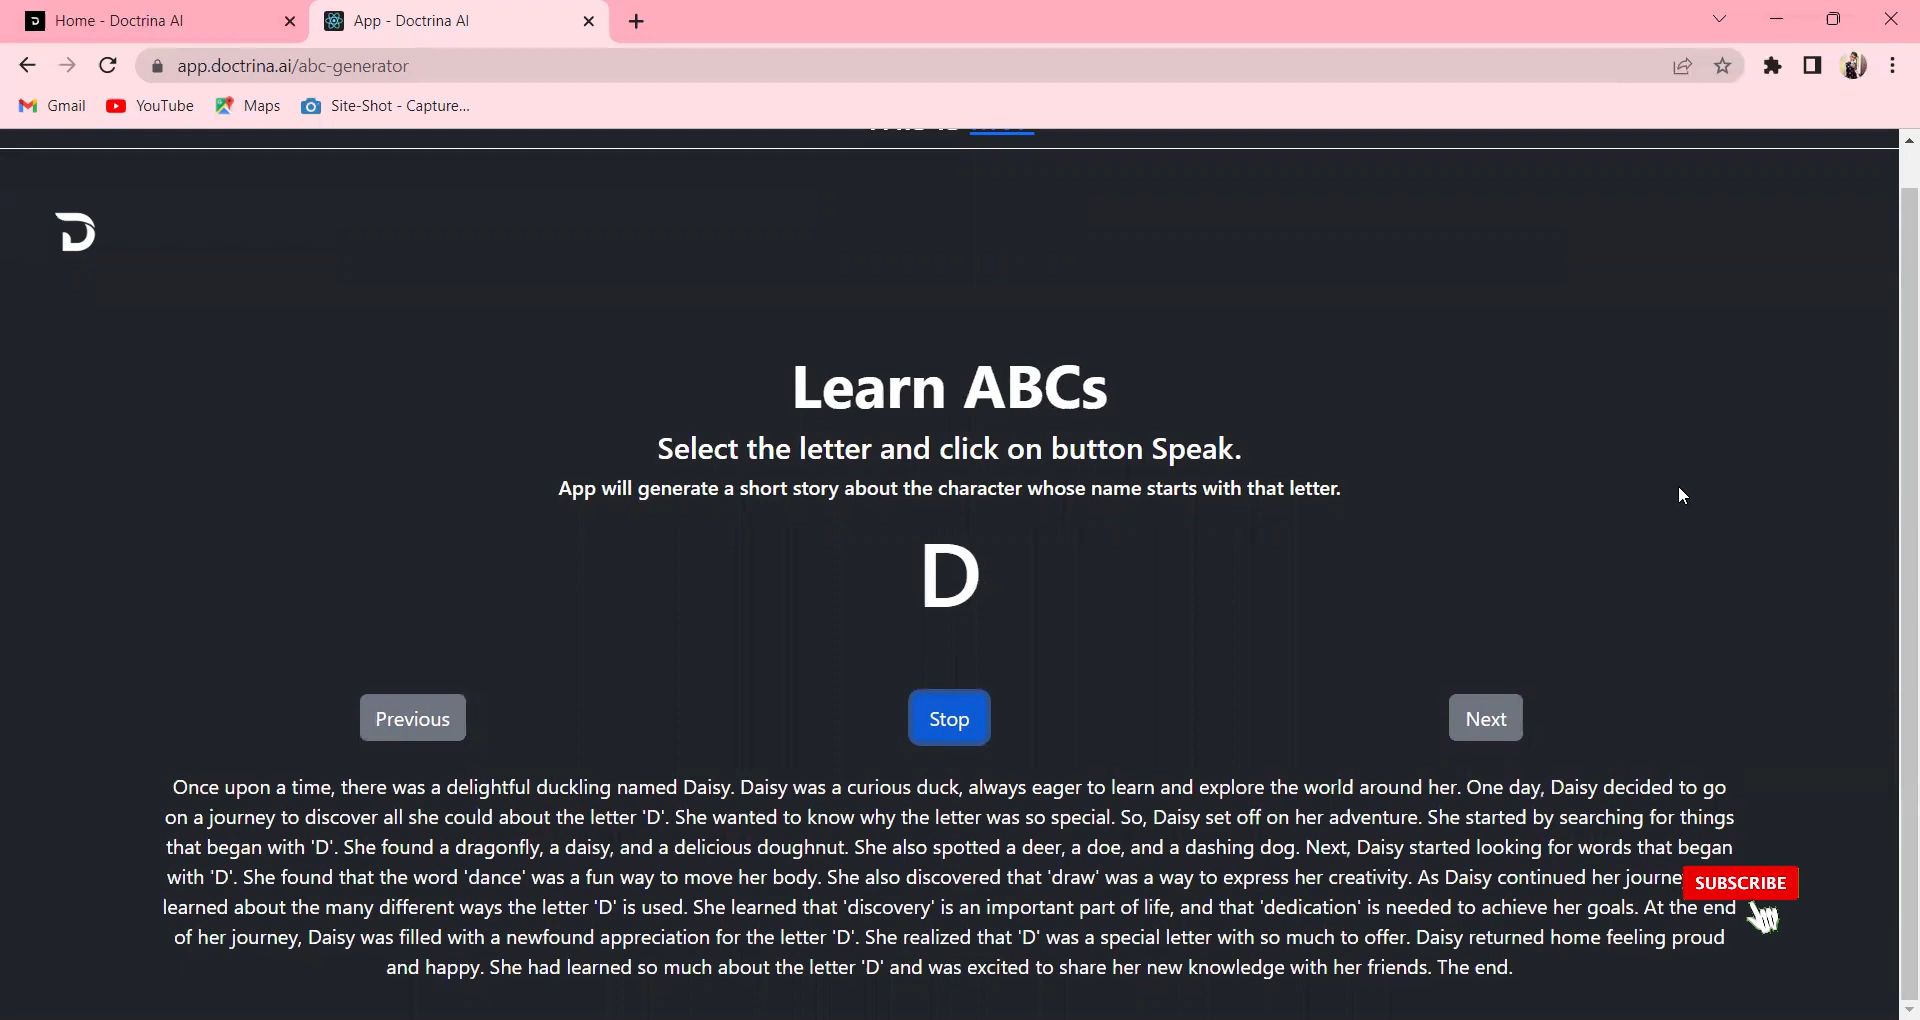 Home - Doctrina AI
App - Doctrina AI
app.doctrina.ai/abc-generator
Gmail
YouTube
Maps
Site-Shot - Capture...
Learn ABCs
Select the letter and click on button Speak.
App will generate a short story about the character whose name starts with that letter.
D
Previous
Stop
Next
Once upon a time, there was a delightful duckling named Daisy. Daisy was a curious duck, always eager to learn and explore the world around her. One day, Daisy decided to go
on a journey to discover all she could about the letter 'D'. She wanted to know why the letter was so special. So, Daisy set off on her adventure. She started by searching for things
that began with 'D'. She found a dragonfly, a daisy, and a delicious doughnut. She also spotted a deer, a doe, and a dashing dog. Next, Daisy started looking for words that began
with 'D'. She found that the word 'dance' was a fun way to move her body. She also discovered that 'draw' was a way to express her creativity. As Daisy continued her journe
SUBSCRIBE
learned about the many different ways the letter 'D' is used. She learned that 'discovery' is an important part of life, and that 'dedication' is needed to achieve her goals. At the end
of her journey, Daisy was filled with a newfound appreciation for the letter 'D'. She realized that 'D' was a special letter with so much to offer. Daisy returned home feeling proud
and happy. She had learned so much about the letter 'D' and was excited to share her new knowledge with her friends. The end.